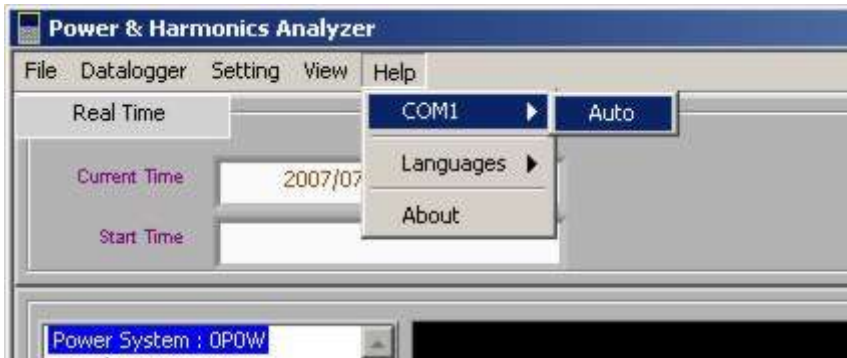 Power & Harmonics Analyzer
File Datalogger Setting View Help
Real Time COM1 Auto
Current Time 2007/07 Languages
Start Time About
Power System : 0P0W